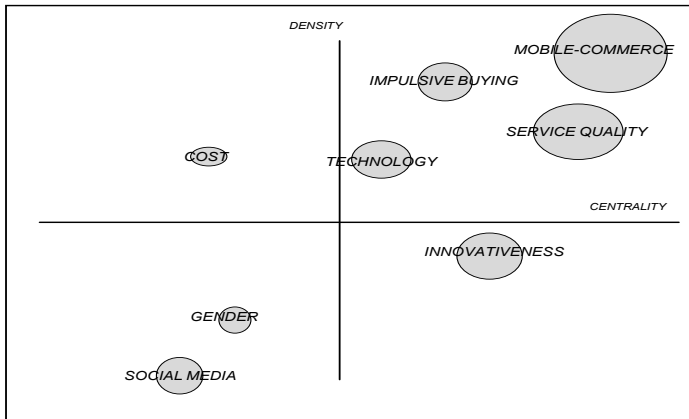 DENSITY
MOBILE-COMMERCE
IMPULSIVE BUYING
SERVICE QUALITY
COST
TECHNOLOGY
CENTRALITY
INNOVATIVENESS
GENDER
SOCIAL MEDIA